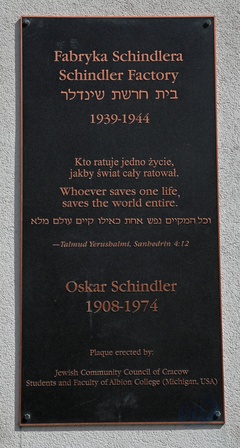 Fabryka Schindlera
Schindler Factory
בית חרשת שינדלר
1939-1944
Kto ratuje jedno życie,
jakby świat cały ratował.
Whoever saves one life,
saves the world entire.
וכל המקיים נפש אחת כאילו קיים עולם מלא
—Talmud Yerushalmi, Sanhedrin 4:12
Oskar Schindler
1908-1974
Plaque erected by:
Jewish Community Council of Cracow
Students and Faculty of Albion College (Michigan, USA)